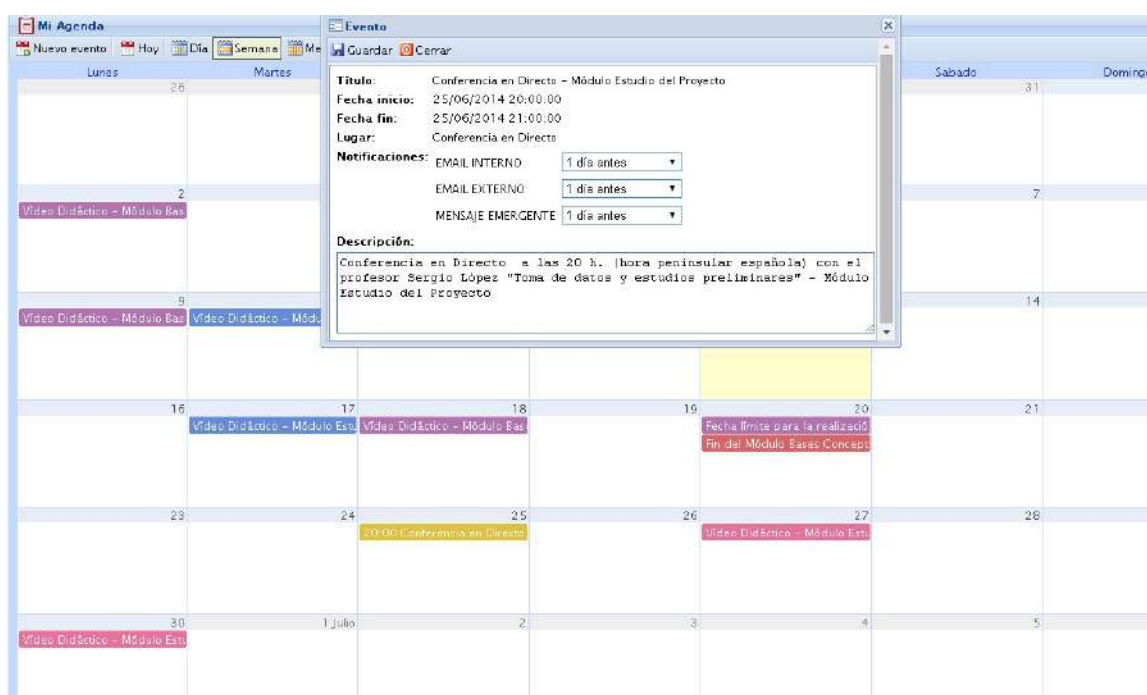 Mi Agenda
Nuevo evento Hoy Día Semana Me
Lunes Martes Sabado Doming
26 31
2 7
Vídeo Didáctico – Módulo Bas
9 14
Vídeo Didáctico – Módulo Bas Vídeo Didáctico – Módu
Evento
Guardar Cerrar
Título: Conferencia en Directo – Módulo Estudio del Proyecto
Fecha inicio: 25/06/2014 20:00:00
Fecha fin: 25/06/2014 21:00:00
Lugar: Conferencia en Directo
Notificaciones: EMAIL INTERNO 1 día antes
EMAIL EXTERNO 1 día antes
MENSAJE EMERGENTE 1 día antes
Descripción:
Conferencia en Directo a las 20 h. (hora peninsular española) con el
profesor Sergio López "Toma de datos y estudios preliminares" – Módulo
Estudio del Proyecto
16 17 18 19 20 21
Vídeo Didáctico – Módulo Estu Vídeo Didáctico – Módulo Bas Fecha límite para la realizació
Fin del Módulo Bases Concept
23 24 25 26 27 28
20:00 Conferencia en Directo Vídeo Didáctico – Módulo Estu
30 1 Julio 2 3 4 5
Vídeo Didáctico – Módulo Estu